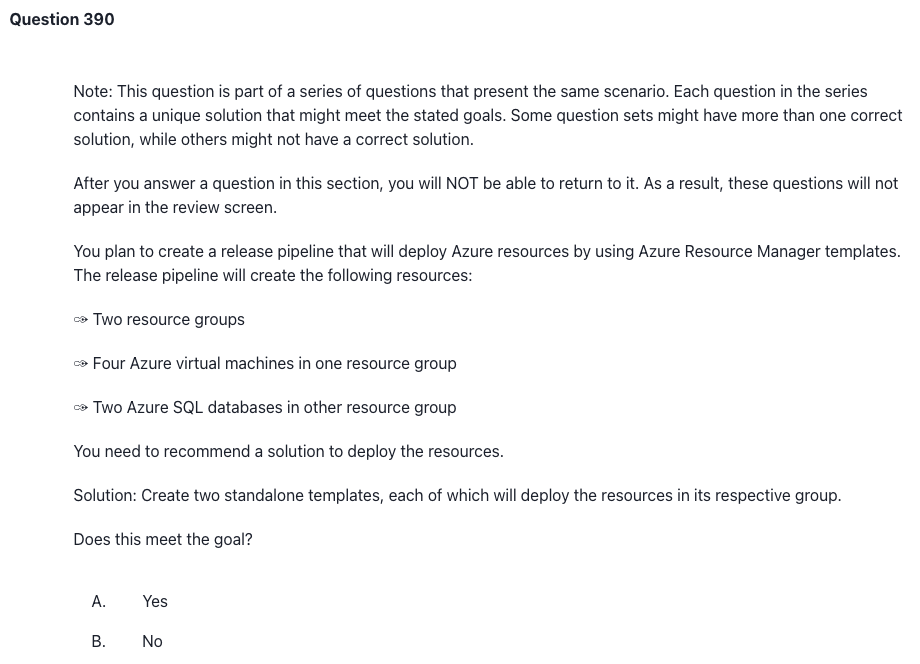 Question 390
Note: This question is part of a series of questions that present the same scenario. Each question in the series
contains a unique solution that might meet the stated goals. Some question sets might have more than one correct
solution, while others might not have a correct solution.
After you answer a question in this section, you will NOT be able to return to it. As a result, these questions will not
appear in the review screen.
You plan to create a release pipeline that will deploy Azure resources by using Azure Resource Manager templates.
The release pipeline will create the following resources:
✑ Two resource groups
✑ Four Azure virtual machines in one resource group
✑ Two Azure SQL databases in other resource group
You need to recommend a solution to deploy the resources.
Solution: Create two standalone templates, each of which will deploy the resources in its respective group.
Does this meet the goal?
A. Yes
B. No